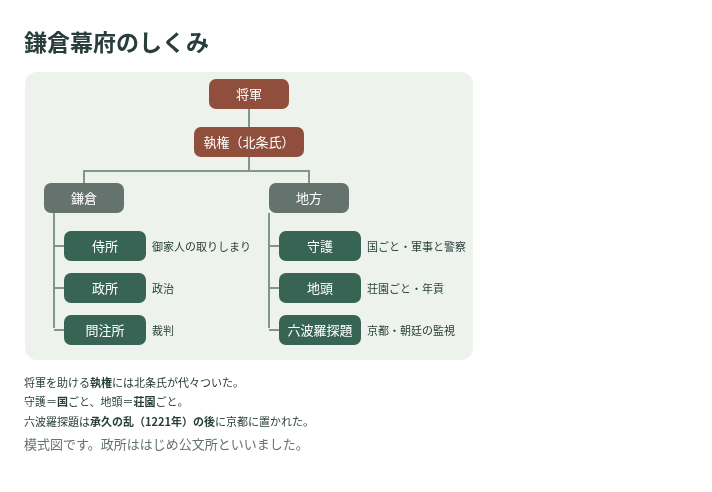 鎌倉幕府のしくみ
将軍
執権（北条氏）
鎌倉
地方
侍所 御家人の取りしまり
守護 国ごと・軍事と警察
政所 政治
地頭 荘園ごと・年貢
問注所 裁判
六波羅探題 京都・朝廷の監視
将軍を助ける執権には北条氏が代々ついた。
守護＝国ごと、地頭＝荘園ごと。
六波羅探題は承久の乱（1221年）の後に京都に置かれた。
模式図です。政所ははじめ公文所といいました。